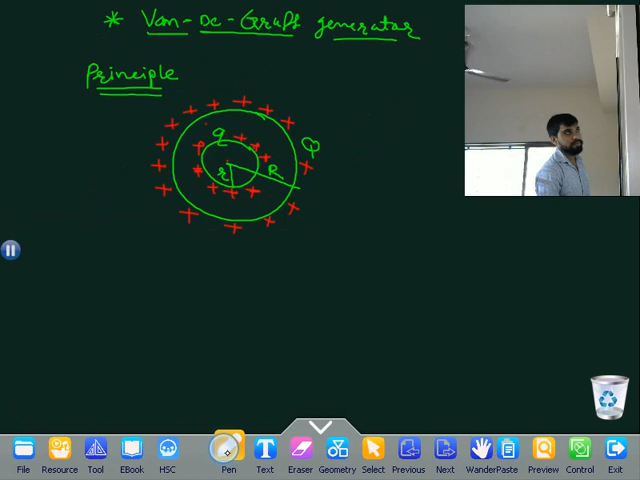 * Van-De-Graff generator
Principle
q
Q
r
R
File Resource Tool EBook HSC Pen Text Eraser Geometry Select Previous Next WanderPaste Preview Control Exit